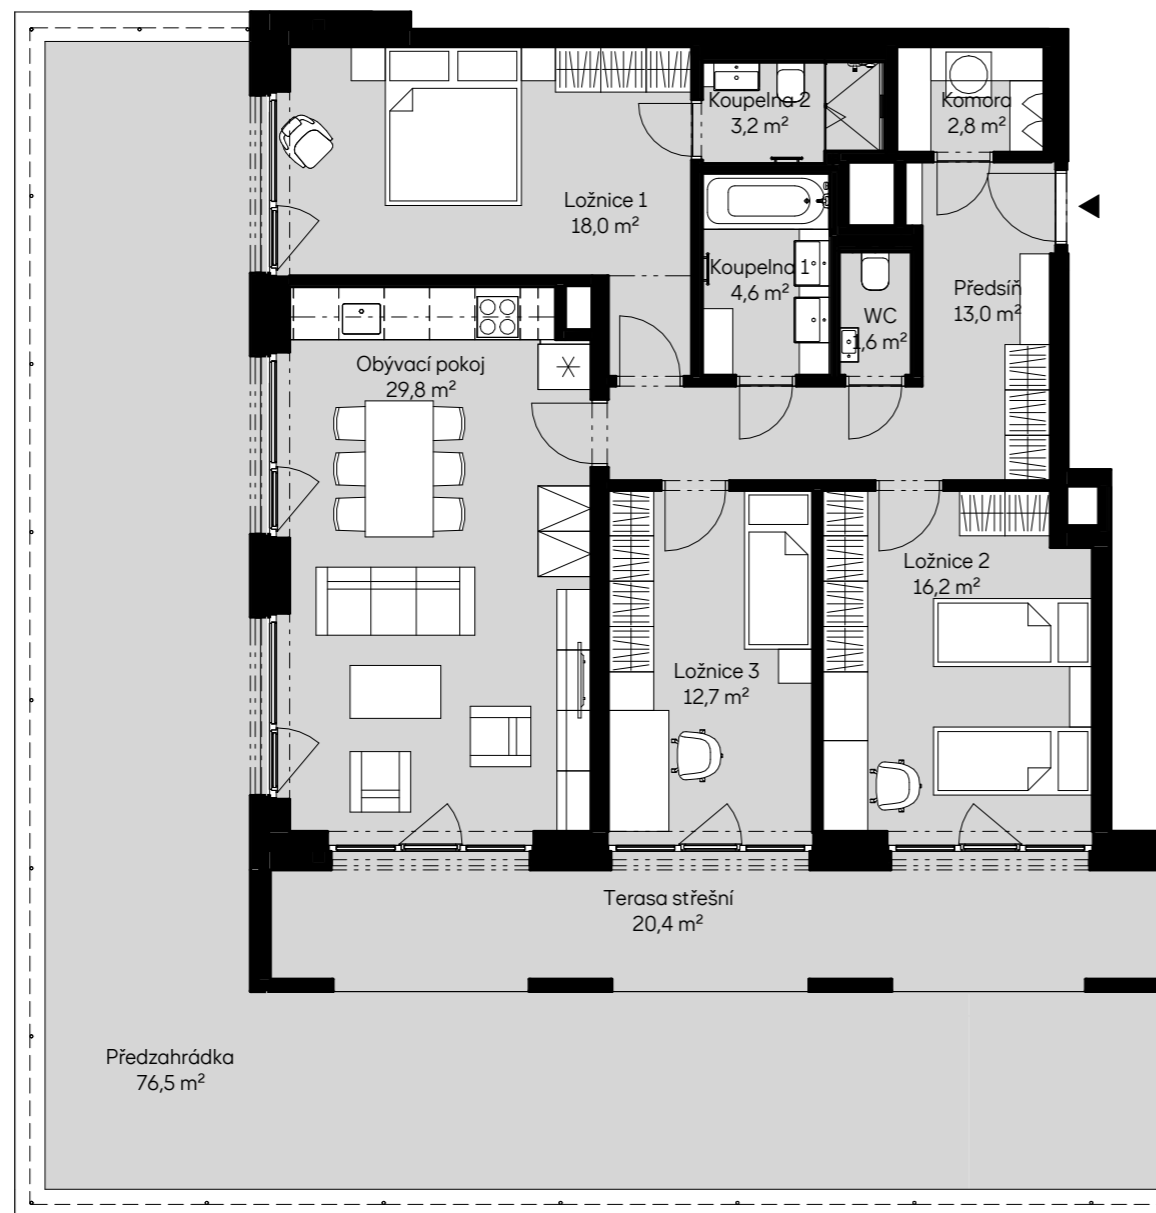 Koupelna 2
3,2 m²
Komora
2,8 m²
Ložnice 1
18,0 m²
Koupelna 1
4,6 m²
Předsíň
13,0 m²
WC
1,6 m²
Obývací pokoj
29,8 m²
Ložnice 2
16,2 m²
Ložnice 3
12,7 m²
Terasa střešní
20,4 m²
Předzahrádka
76,5 m²